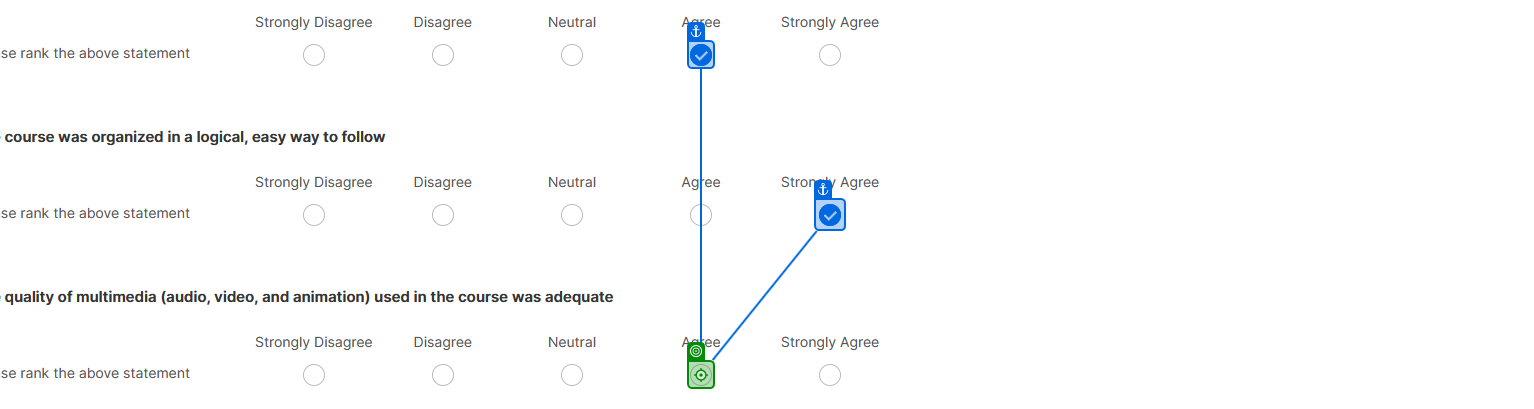 Strongly Disagree Disagree Neutral Agree Strongly Agree
se rank the above statement
course was organized in a logical, easy way to follow
Strongly Disagree Disagree Neutral Agree Strongly Agree
se rank the above statement
quality of multimedia (audio, video, and animation) used in the course was adequate
Strongly Disagree Disagree Neutral Agree Strongly Agree
se rank the above statement